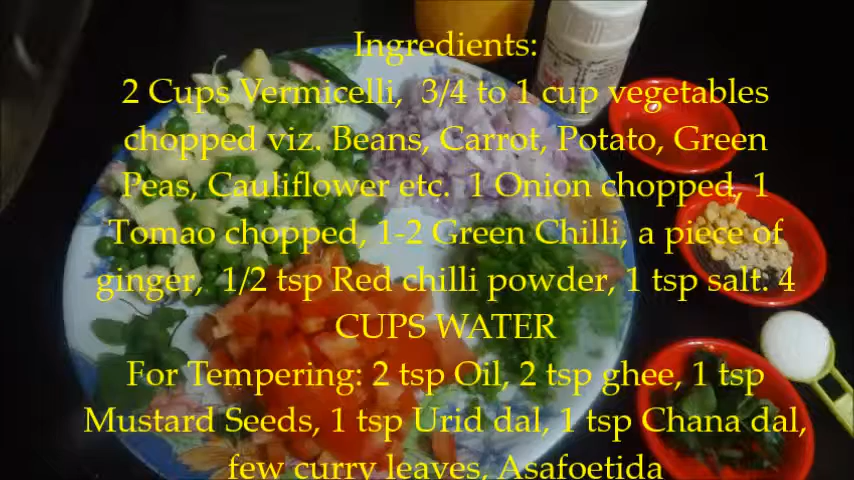 Ingredients:
2 Cups Vermicelli, 3/4 to 1 cup vegetables
chopped viz. Beans, Carrot, Potato, Green
Peas, Cauliflower etc. 1 Onion chopped, 1
Tomao chopped, 1-2 Green Chilli, a piece of
ginger, 1/2 tsp Red chilli powder, 1 tsp salt. 4
CUPS WATER
For Tempering: 2 tsp Oil, 2 tsp ghee, 1 tsp
Mustard Seeds, 1 tsp Urid dal, 1 tsp Chana dal,
few curry leaves, Asafoetida